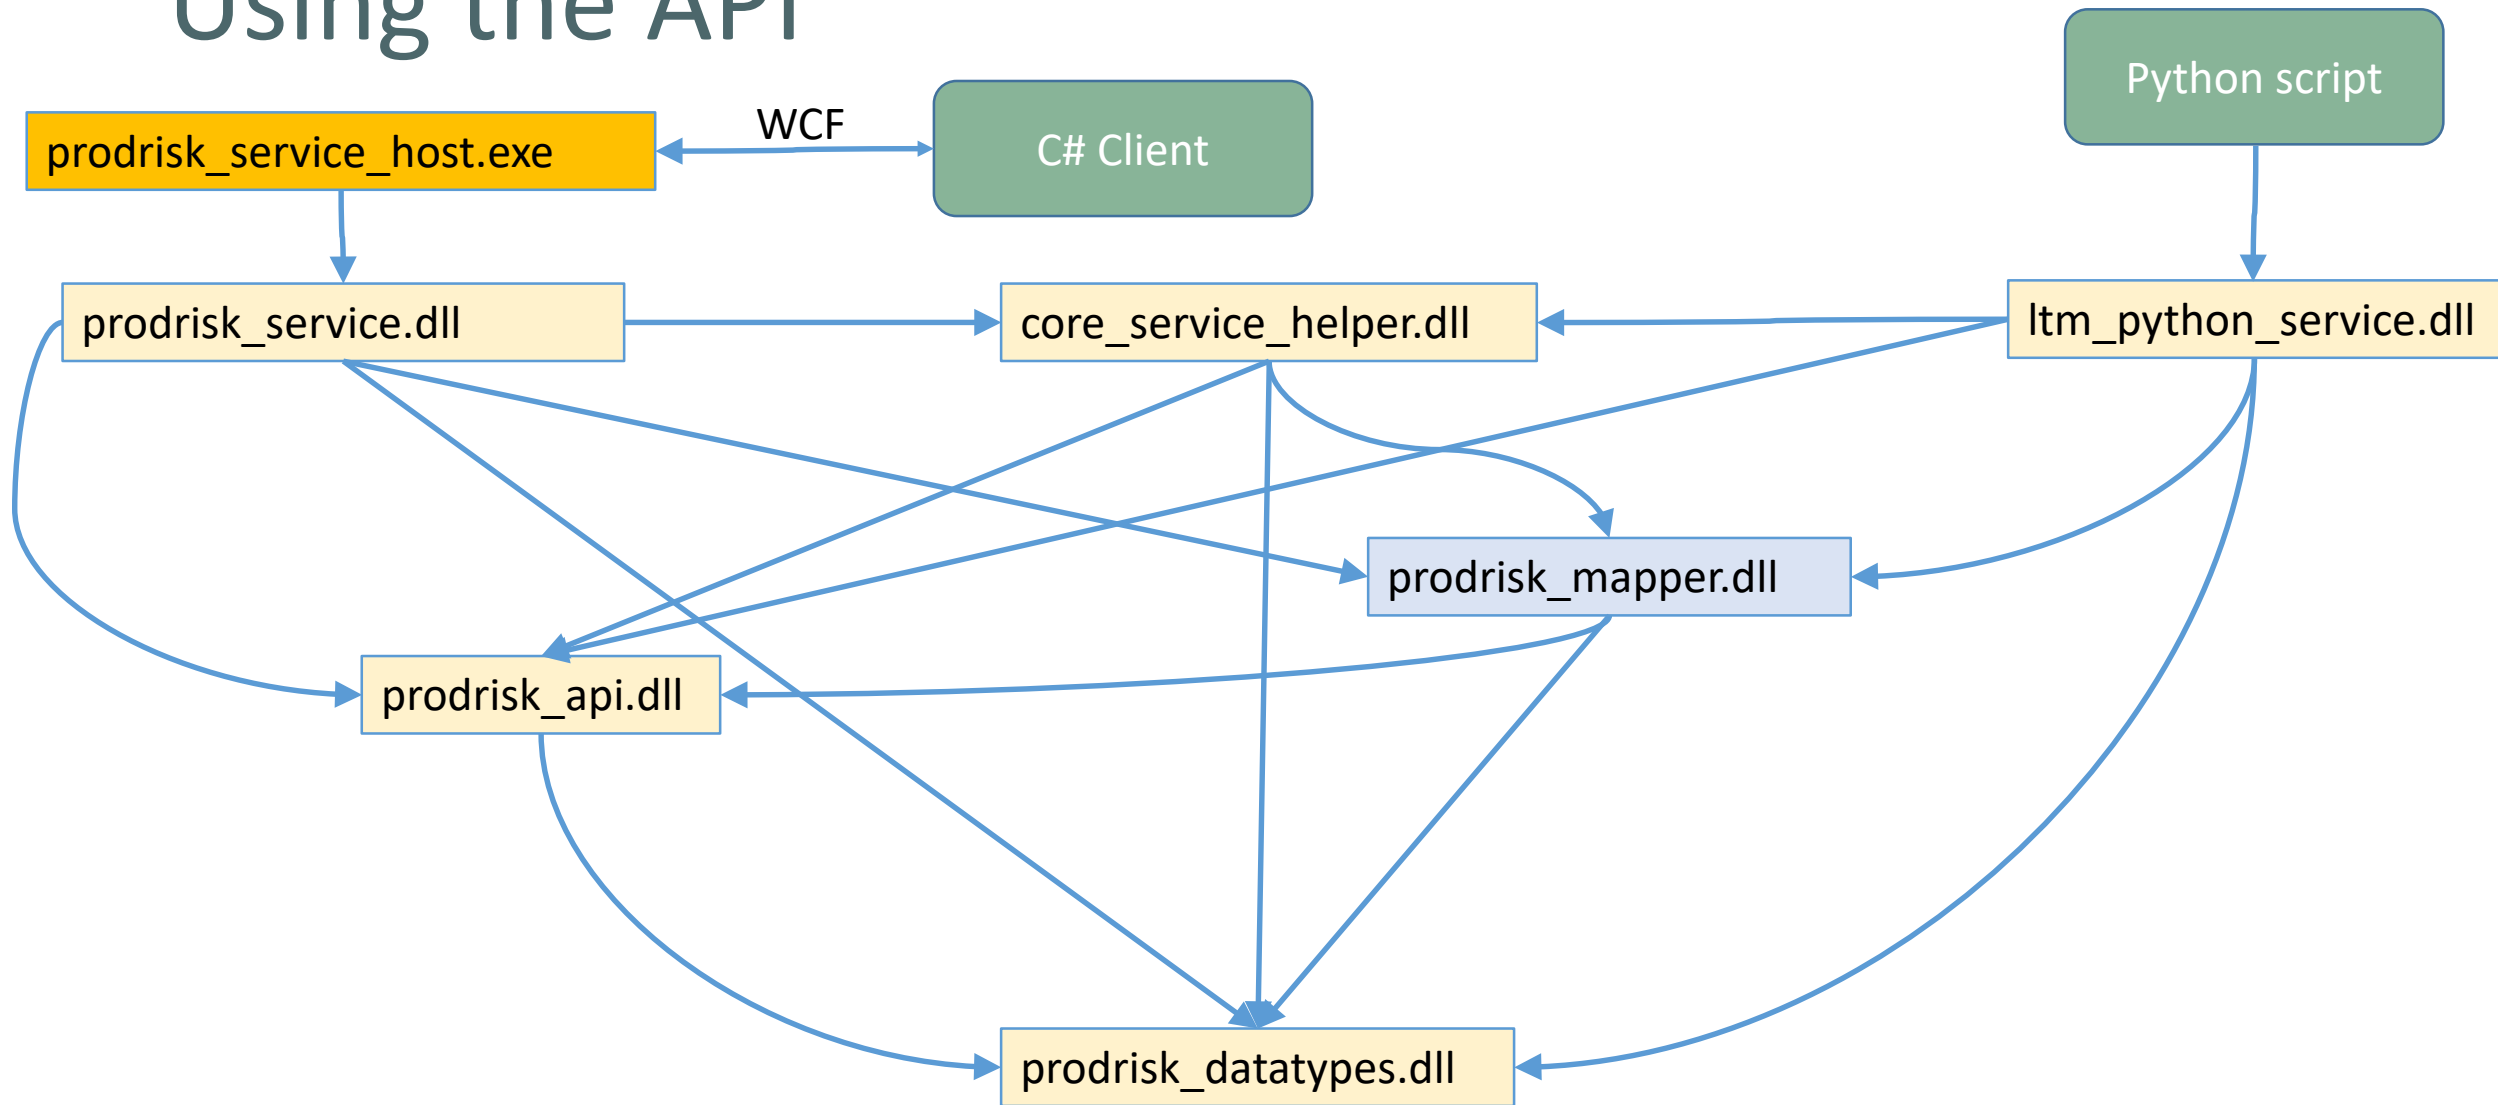 Using the API
Python script
WCF
C# Client
prodrisk_service_host.exe
prodrisk_service.dll
core_service_helper.dll
ltm_python_service.dll
prodrisk_mapper.dll
prodrisk_api.dll
prodrisk_datatypes.dll